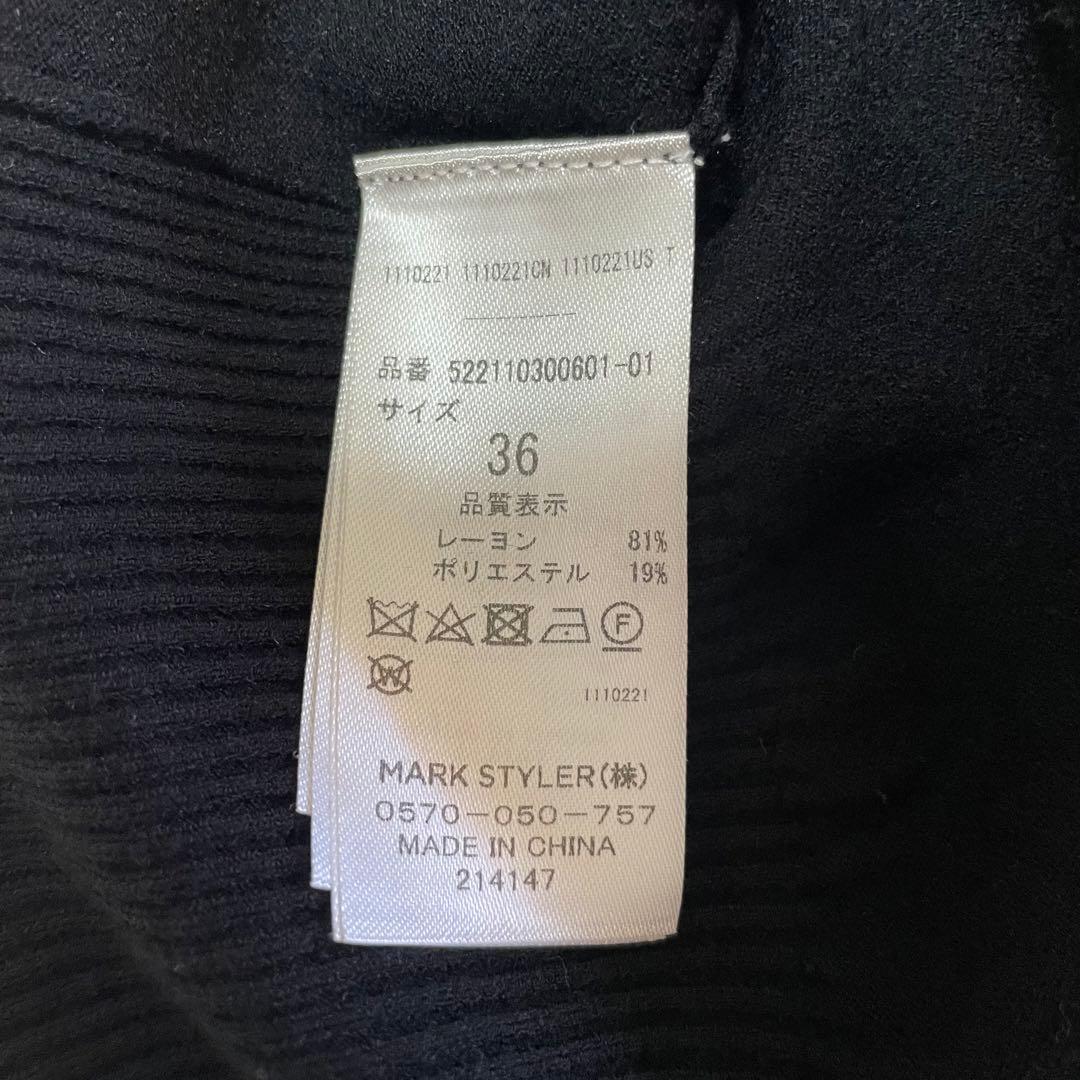 1110221 1110221CN 1110221US T
品番 522110300601-01
サイズ
36
品質表示
レーヨン 81%
ポリエステル 19%
F
W
1110221
MARK STYLER(株)
0570-050-757
MADE IN CHINA
214147